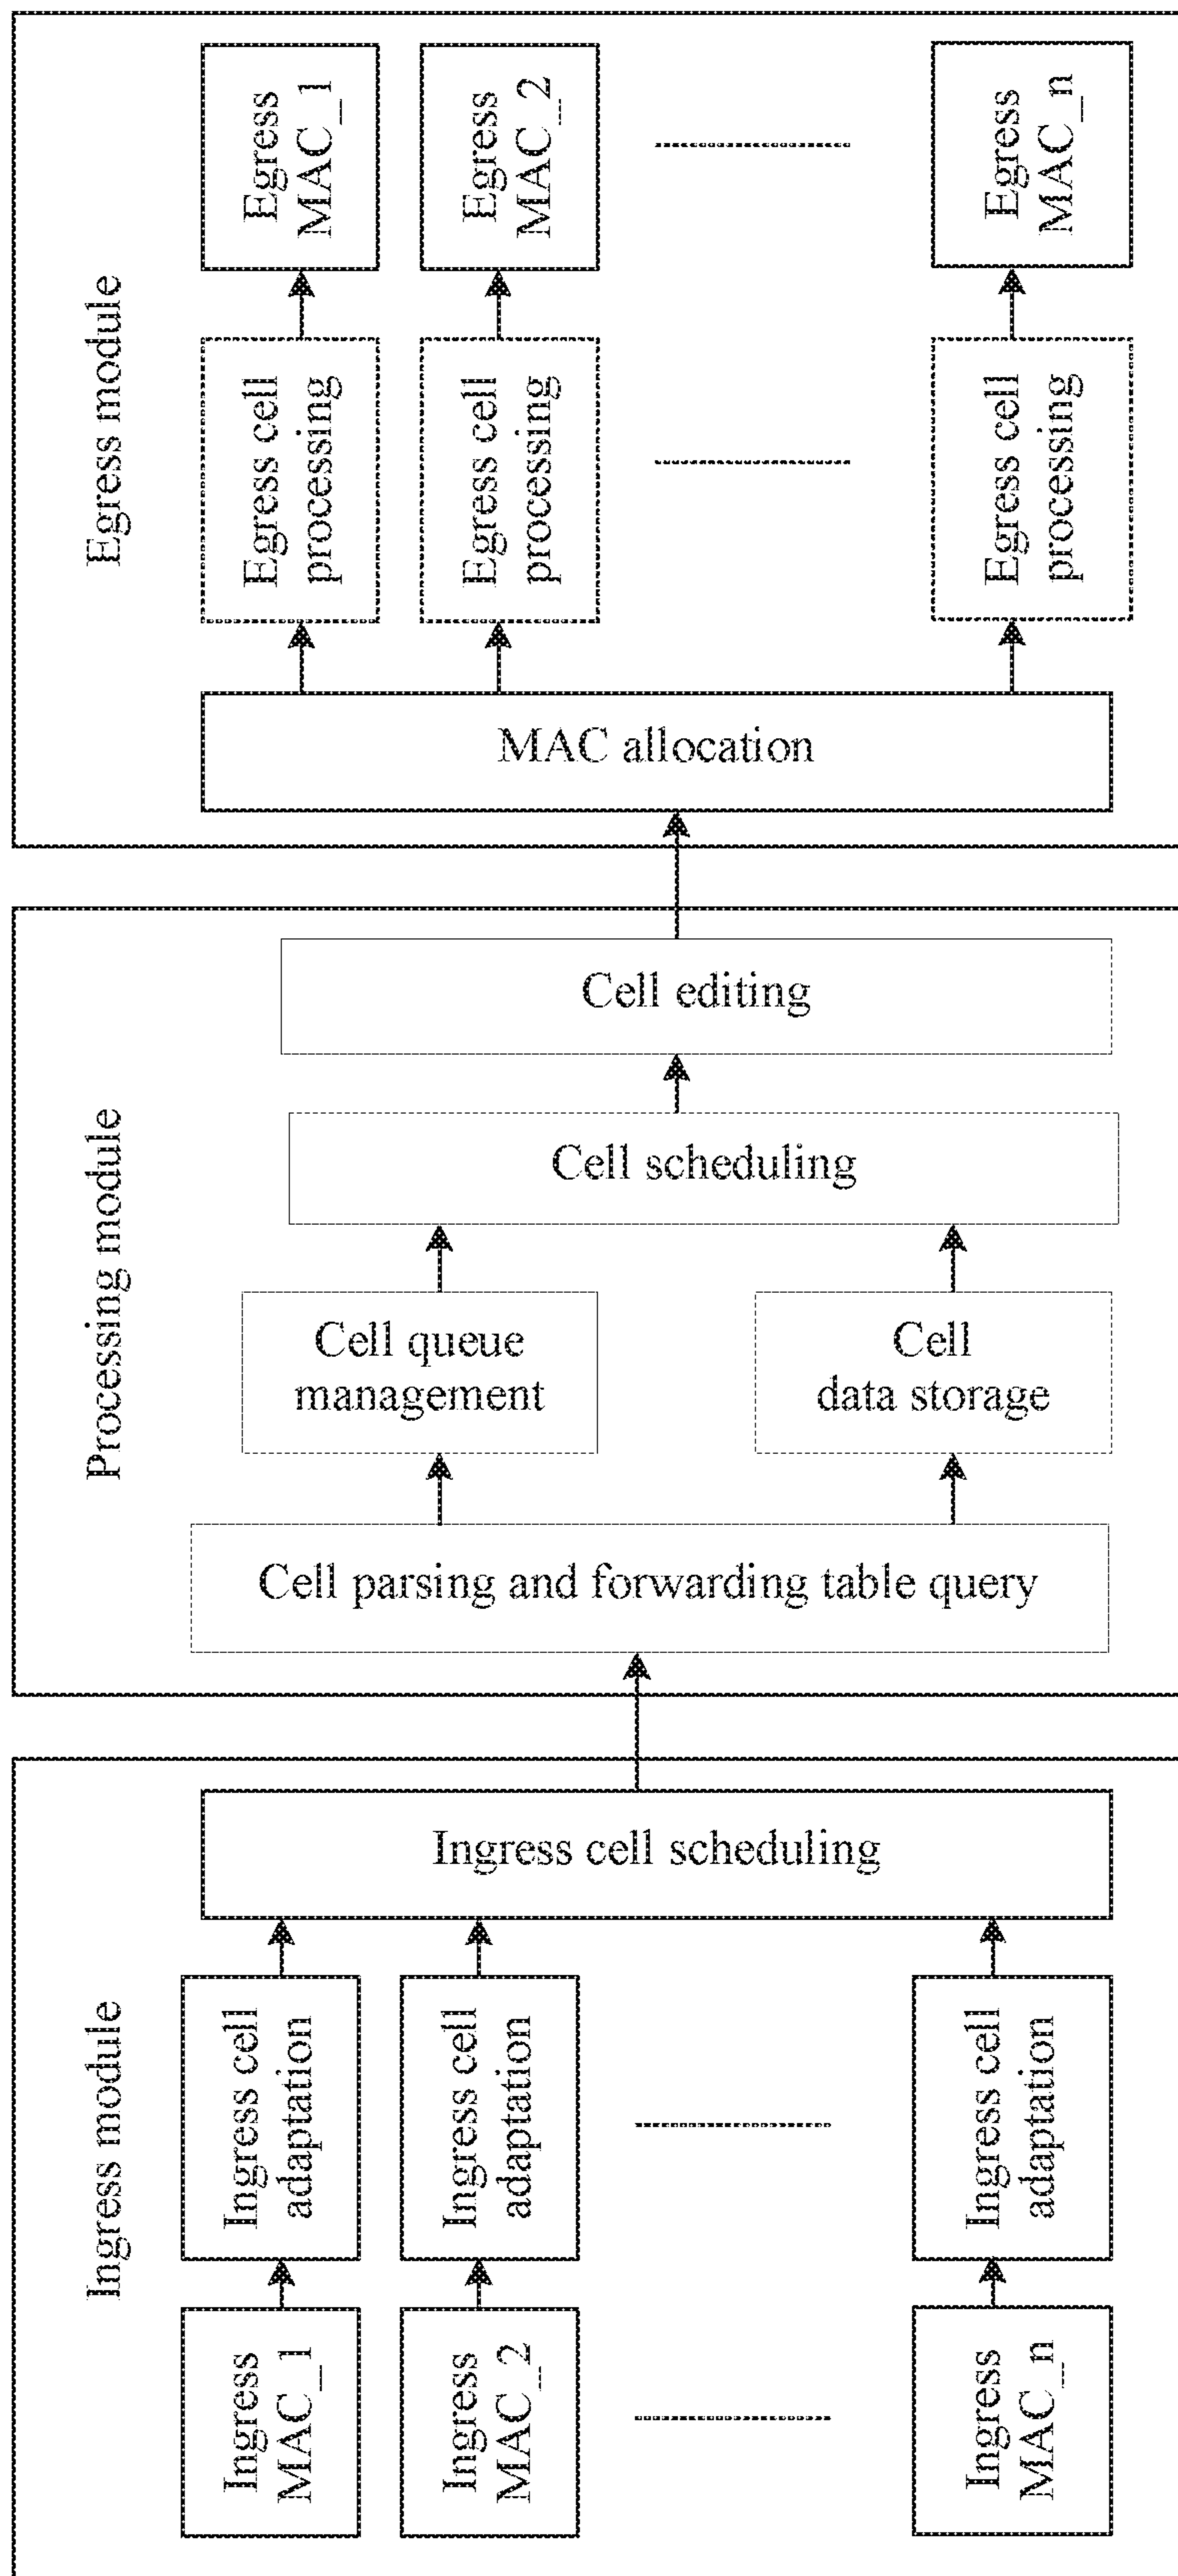 Egress module
Egress
MAC_1
Egress
MAC_2
Egress
MAC_n
Egress cell
processing
Egress cell
processing
Egress cell
processing
MAC allocation
Processing module
Cell editing
Cell scheduling
Cell queue
management
Cell
data storage
Cell parsing and forwarding table query
Ingress module
Ingress cell scheduling
Ingress cell
adaptation
Ingress cell
adaptation
Ingress cell
adaptation
Ingress
MAC_1
Ingress
MAC_2
Ingress
MAC_n